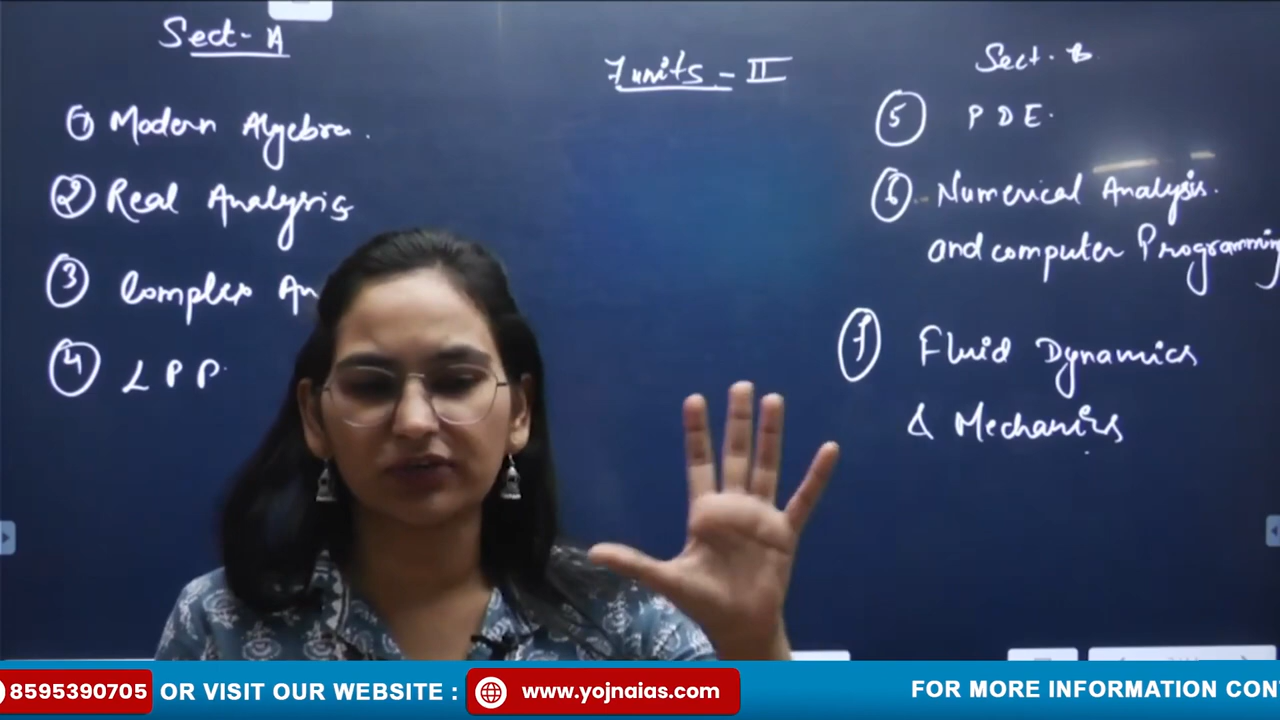 Sect- A
7 units - II
Sect. B
① Modern Algebra.
② Real Analysis
③ Complex An
④ LPP.
⑤ PDE.
⑥ Numerical Analysis.
and computer Programming
⑦ Fluid Dynamics
& Mechanics
8595390705 OR VISIT OUR WEBSITE : www.yojnaias.com FOR MORE INFORMATION CON